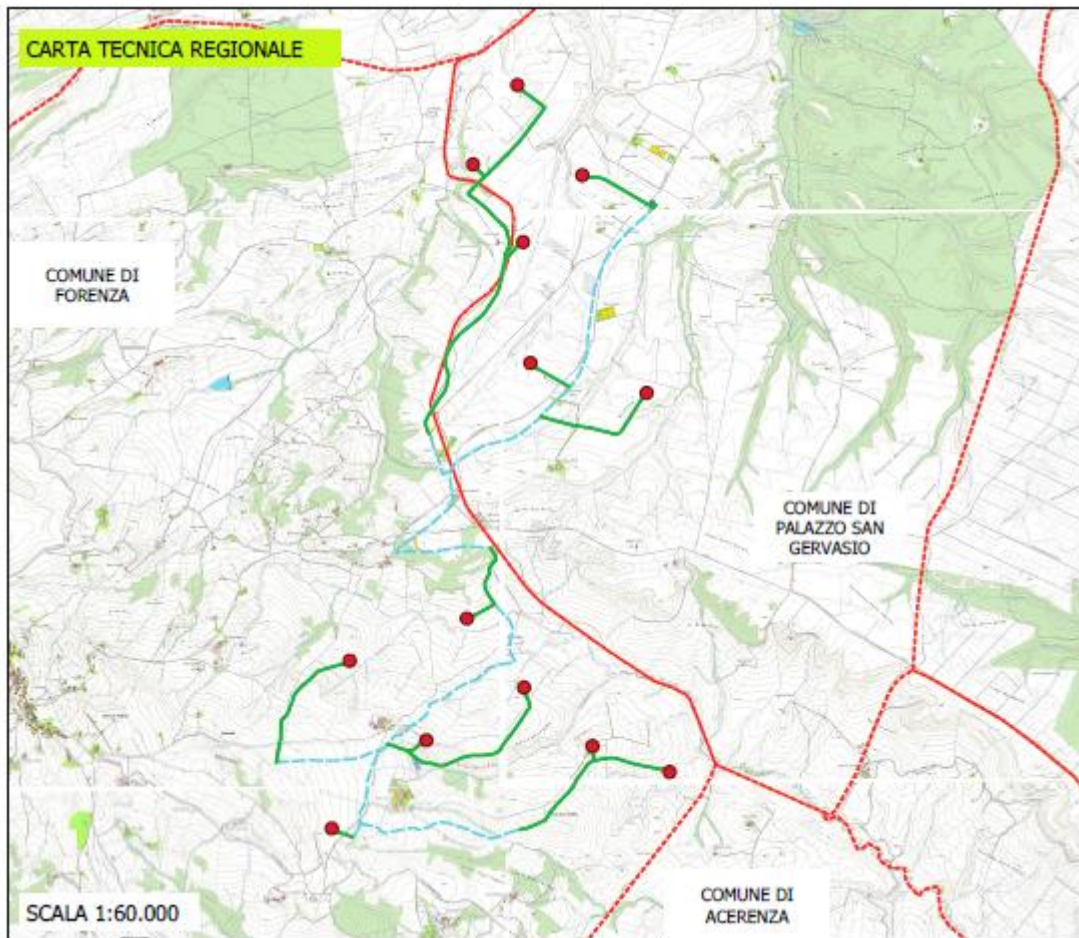 CARTA TECNICA REGIONALE
COMUNE DI
FORENZA
COMUNE DI
PALAZZO SAN
GERVASIO
COMUNE DI
ACERENZA
SCALA 1:60.000